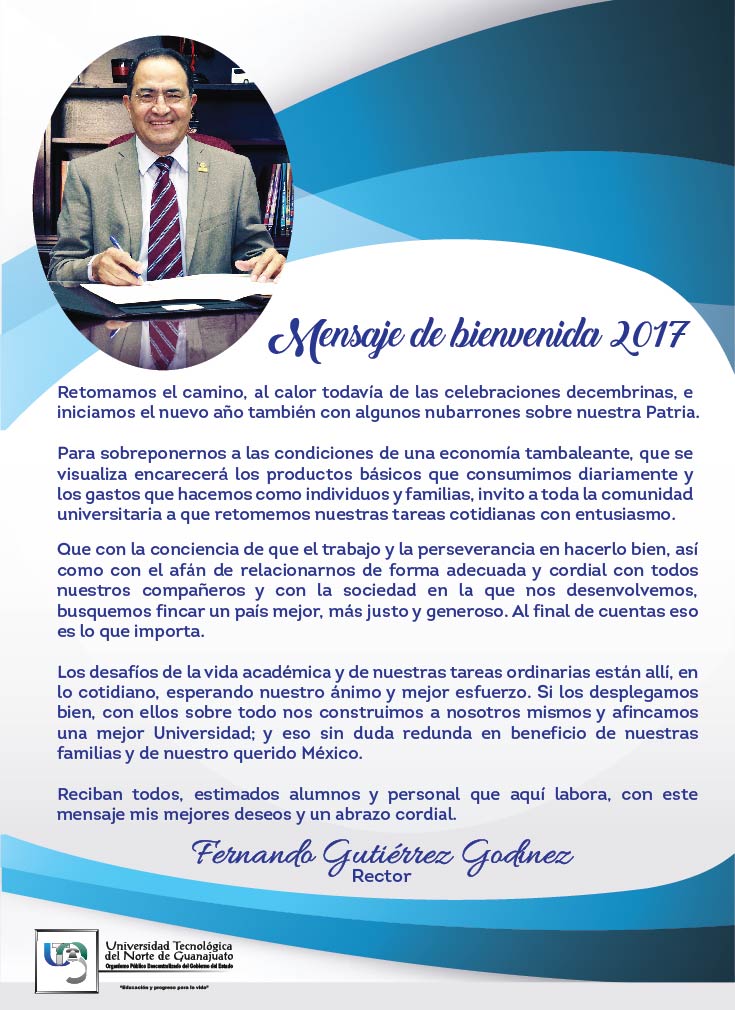 Mensaje de bienvenida 2017
Retomamos el camino, al calor todavía de las celebraciones decembrinas, e
iniciamos el nuevo año también con algunos nubarrones sobre nuestra Patria.
Para sobreponernos a las condiciones de una economía tambaleante, que se
visualiza encarecerá los productos básicos que consumimos diariamente y
los gastos que hacemos como individuos y familias, invito a toda la comunidad
universitaria a que retomemos nuestras tareas cotidianas con entusiasmo.
Que con la conciencia de que el trabajo y la perseverancia en hacerlo bien, así
como con el afán de relacionarnos de forma adecuada y cordial con todos
nuestros compañeros y con la sociedad en la que nos desenvolvemos,
busquemos fincar un país mejor, más justo y generoso. Al final de cuentas eso
es lo que importa.
Los desafíos de la vida académica y de nuestras tareas ordinarias están allí, en
lo cotidiano, esperando nuestro ánimo y mejor esfuerzo. Si los desplegamos
bien, con ellos sobre todo nos construimos a nosotros mismos y afincamos
una mejor Universidad; y eso sin duda redunda en beneficio de nuestras
familias y de nuestro querido México.
Reciban todos, estimados alumnos y personal que aquí labora, con este
mensaje mis mejores deseos y un abrazo cordial.
Fernando Gutiérrez Godínez
Rector
Universidad Tecnológica
del Norte de Guanajuato
Organismo Público Descentralizado del Gobierno del Estado
"Educación y progreso para la vida"